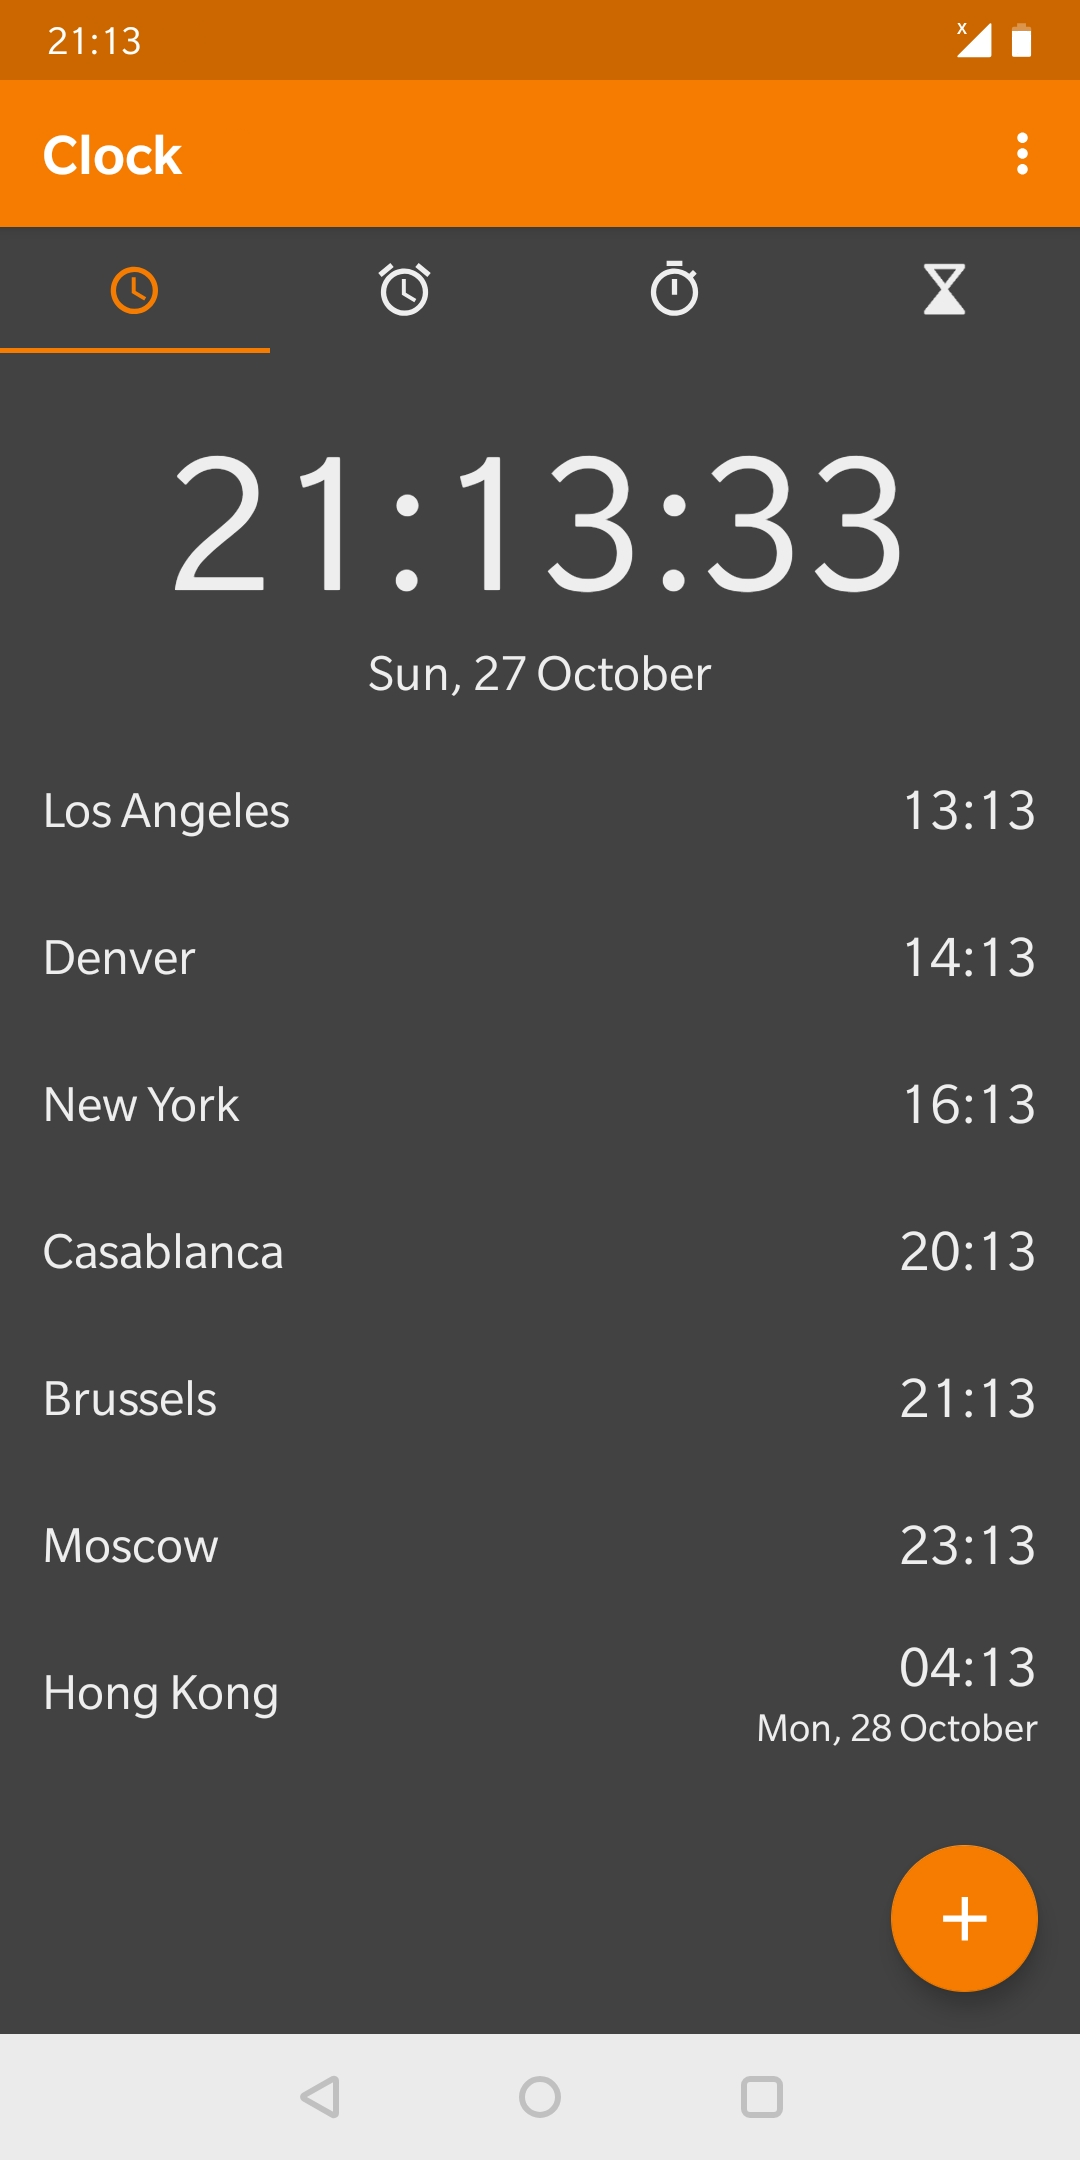 21:13
x
Clock
21:13:33
Sun, 27 October
Los Angeles 13:13
Denver 14:13
New York 16:13
Casablanca 20:13
Brussels 21:13
Moscow 23:13
Hong Kong 04:13
Mon, 28 October